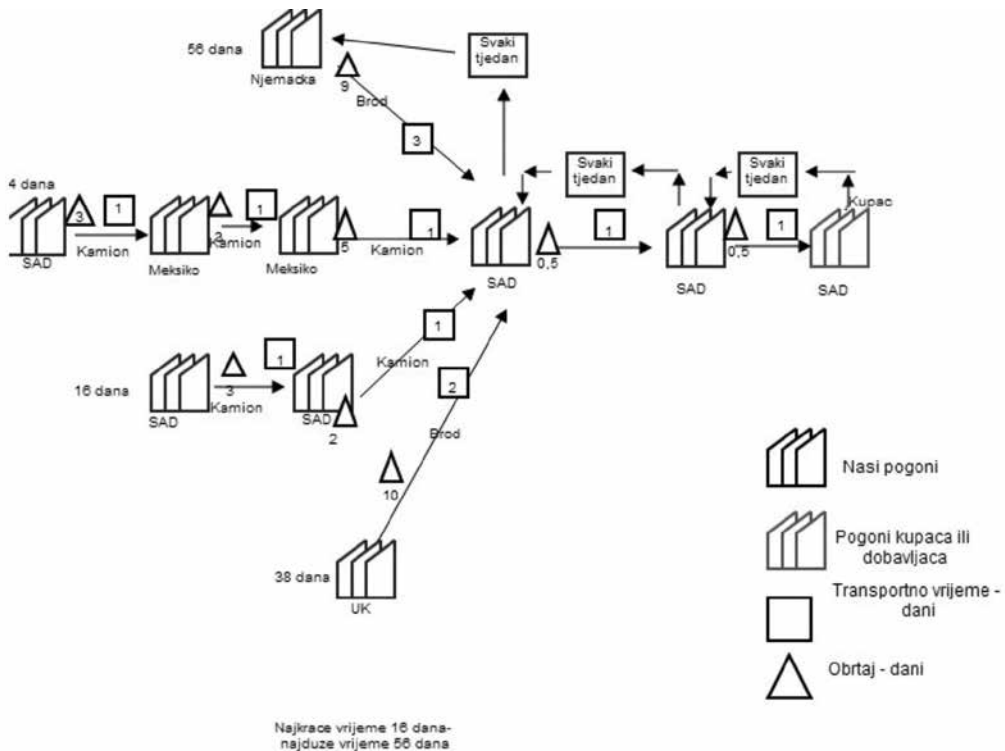 Svaki
tjedan
56 dana
Njemacka
9
Brod
3
Svaki
tjedan
Svaki
tjedan
4 dana
3
1
1
5
1
1
1
Kupac
SAD
Kamion
Meksiko
Kamion
Meksiko
Kamion
SAD
0,5
SAD
0,5
SAD
1
Kamion
1
16 dana
3
Kamion
SAD
SAD
2
2
Brod
10
38 dana
UK
Nasi pogoni
Pogoni kupaca ili
dobavljaca
Transportno vrijeme -
dani
Obrtaj - dani
Najkrace vrijeme 16 dana-
najduze vrijeme 56 dana